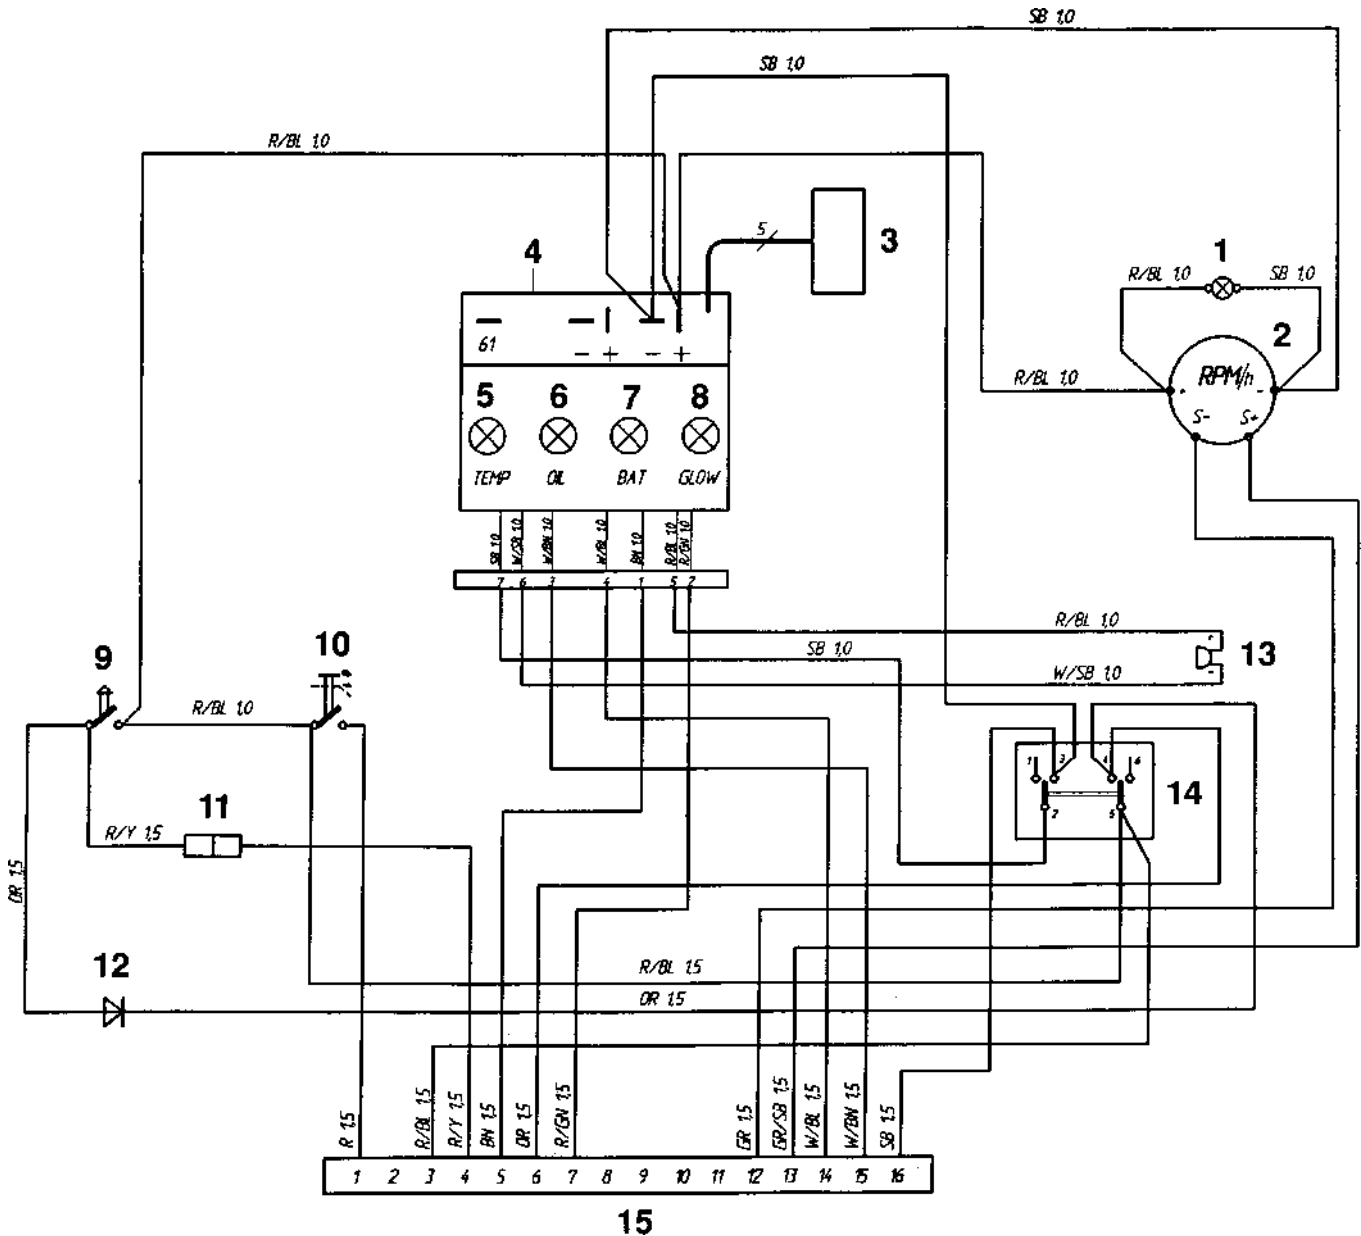 SB 1,0
SB 1,0
R/BL 1,0
5
3
4
1
R/BL 1,0 SB 1,0
2
61
- + - +
R/BL 1,0
RPM/h
+ -
S- S+
5 6 7 8
TEMP OIL BAT GLOW
SB 1,0
W/SB 1,0
W/BN 1,0
W/BL 1,0
BN 1,0
R/BL 1,0
R/GN 1,0
7 6 3 4 1 5 2
R/BL 1,0
SB 1,0
+
13
-
W/SB 1,0
9
10
R/BL 1,0
1 3 4 6
14
2 5
11
R/Y 1,5
OR 1,5
12
R/BL 1,5
OR 1,5
R 1,5
R/BL 1,5
R/Y 1,5
BN 1,5
OR 1,5
R/GN 1,5
GR 1,5
GR/SB 1,5
W/BL 1,5
W/BN 1,5
SB 1,5
1 2 3 4 5 6 7 8 9 10 11 12 13 14 15 16
15